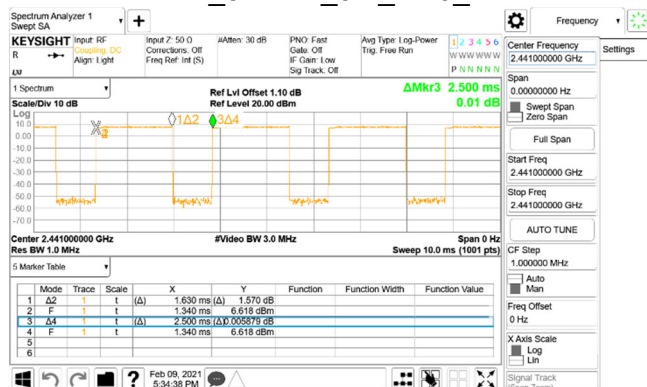 Spectrum Analyzer 1
Swept SA
+
Frequency
KEYSIGHT
Input: RF
Input Z: 50 Ω
#Atten: 30 dB
PNO: Fast
Avg Type: Log-Power
1 2 3 4 5 6
R
Coupling: DC
Corrections: Off
Gate: Off
Trig: Free Run
W W W W W W
Align: Light
Freq Ref: Int (S)
IF Gain: Low
P N N N N N
LXI
Sig Track: Off
1 Spectrum
Ref Lvl Offset 1.10 dB
ΔMkr3 2.500 ms
Scale/Div 10 dB
Ref Level 20.00 dBm
0.01 dB
Log
1Δ2
3Δ4
10.0
0.00
-10.0
-20.0
-30.0
-40.0
-50.0
-60.0
-70.0
Center 2.441000000 GHz
#Video BW 3.0 MHz
Span 0 Hz
Res BW 1.0 MHz
Sweep 10.0 ms (1001 pts)
5 Marker Table
Mode Trace Scale X Y Function Function Width Function Value
1 Δ2 1 t (Δ) 1.630 ms (Δ) 1.570 dB
2 F 1 t 1.340 ms 6.618 dBm
3 Δ4 1 t (Δ) 2.500 ms (Δ)0.005879 dB
4 F 1 t 1.340 ms 6.618 dBm
5
6
Feb 09, 2021
5:34:38 PM
?
Settings
Center Frequency
2.441000000 GHz
Span
0.00000000 Hz
Swept Span
Zero Span
Full Span
Start Freq
2.441000000 GHz
Stop Freq
2.441000000 GHz
AUTO TUNE
CF Step
1.000000 MHz
Auto
Man
Freq Offset
0 Hz
X Axis Scale
Log
Lin
Signal Track